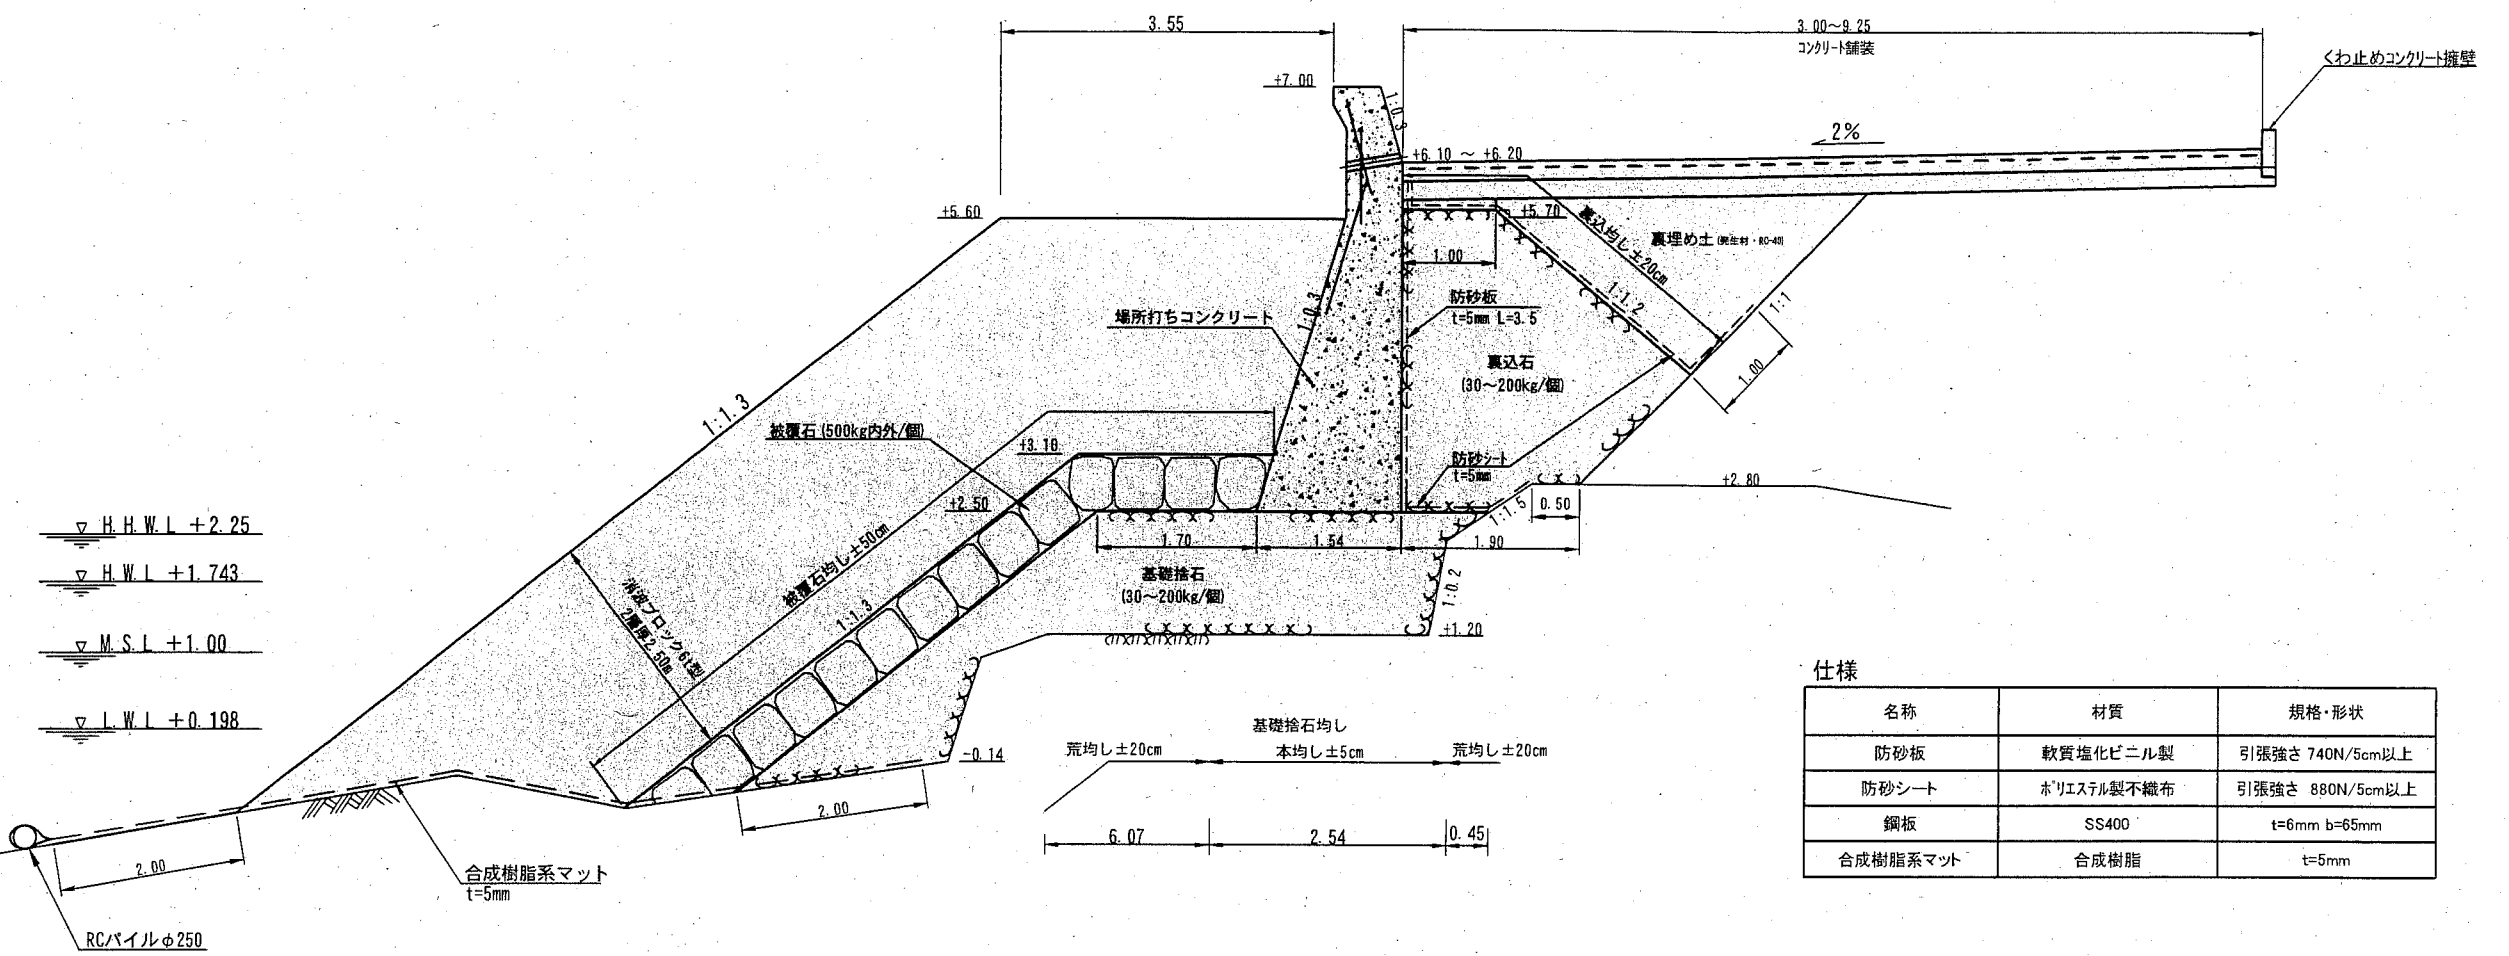 3.55
3.00～9.25
コンクリート舗装
くわ止めコンクリート擁壁
+7.00
1:0.3
2%
+6.10 ～ +6.20
+5.60
+5.70
裏込均し±20cm
裏埋め土(発生材・RC-40)
1.00
1:0.3
防砂板
t=5mm L=3.5
1:1.2
1:1
場所打ちコンクリート
裏込石
(30～200kg/個)
1.00
1:1.3
被覆石(500kg内外/個)
+3.10
防砂シート
t=5mm
+2.80
+2.50
1:1.5
0.50
H.H.W.L +2.25
1.70
1.54
1.90
被覆石均し±50cm
H.W.L +1.743
基礎捨石
(30～200kg/個)
1:0.2
消波ブロック6t型
2層厚2.50m
1:1.3
M.S.L +1.00
+1.20
L.W.L +0.198
-0.14
基礎捨石均し
荒均し±20cm
本均し±5cm
荒均し±20cm
2.00
6.07
2.54
0.45
2.00
合成樹脂系マット
t=5mm
RCパイルφ250
仕様
名称 材質 規格・形状
防砂板 軟質塩化ビニル製 引張強さ 740N/5cm以上
防砂シート ポリエステル製不織布 引張強さ 880N/5cm以上
鋼板 SS400 t=6mm b=65mm
合成樹脂系マット 合成樹脂 t=5mm